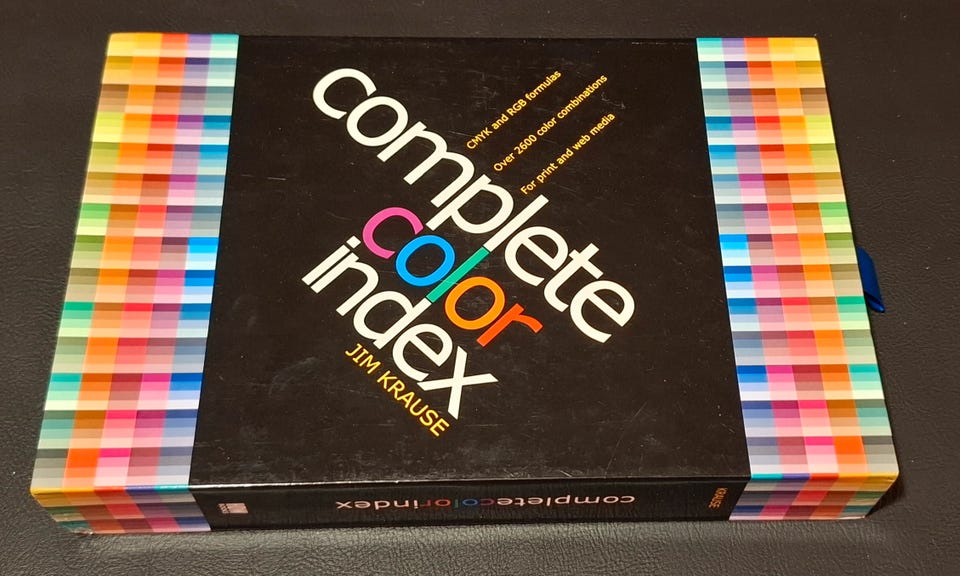 CMYK and RGB formulas
Over 2600 color combinations
For print and web media
complete
color
index
JIM KRAUSE
completecolorindex
KRAUSE